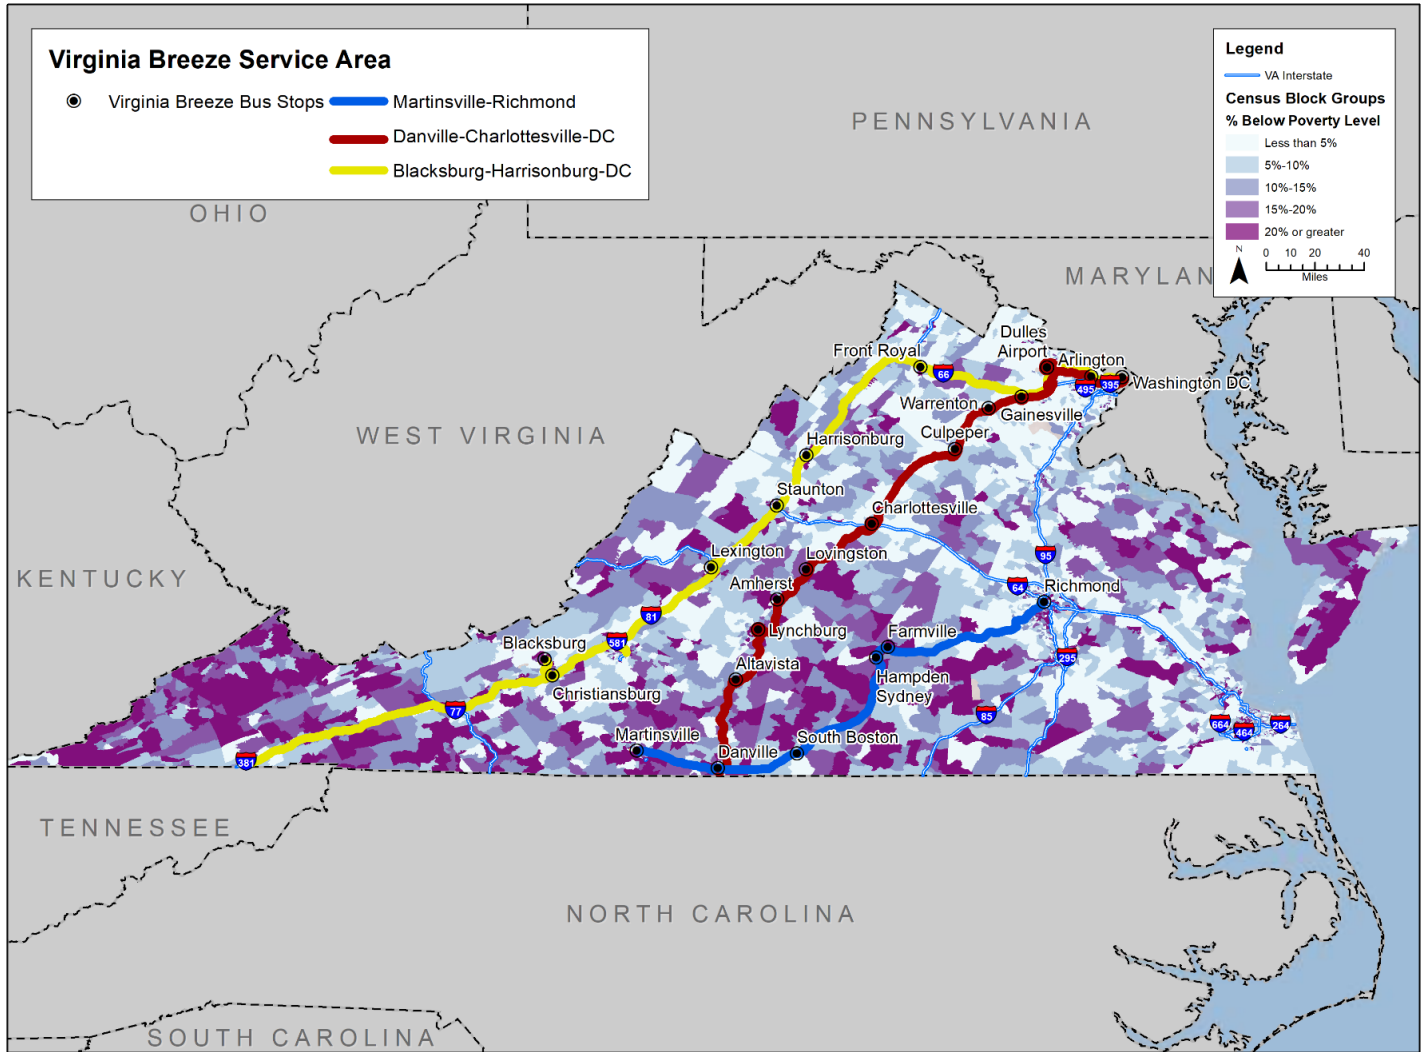 Virginia Breeze Service Area
Virginia Breeze Bus Stops
Martinsville-Richmond
Danville-Charlottesville-DC
Blacksburg-Harrisonburg-DC
Legend
VA Interstate
Census Block Groups
% Below Poverty Level
Less than 5%
5%-10%
10%-15%
15%-20%
20% or greater
N
0 10 20 40
Miles
PENNSYLVANIA
OHIO
MARYLAN
WEST VIRGINIA
KENTUCKY
TENNESSEE
NORTH CAROLINA
SOUTH CAROLINA
Dulles
Airport
Arlington
Washington DC
Front Royal
66
495
395
Warrenton
Gainesville
Culpeper
Harrisonburg
Staunton
Charlottesville
Lexington
Lovingston
95
Amherst
64
Richmond
81
581
Lynchburg
Farmville
Blacksburg
295
Altavista
Hampden
Sydney
Christiansburg
77
85
664
464
264
Martinsville
South Boston
Danville
381